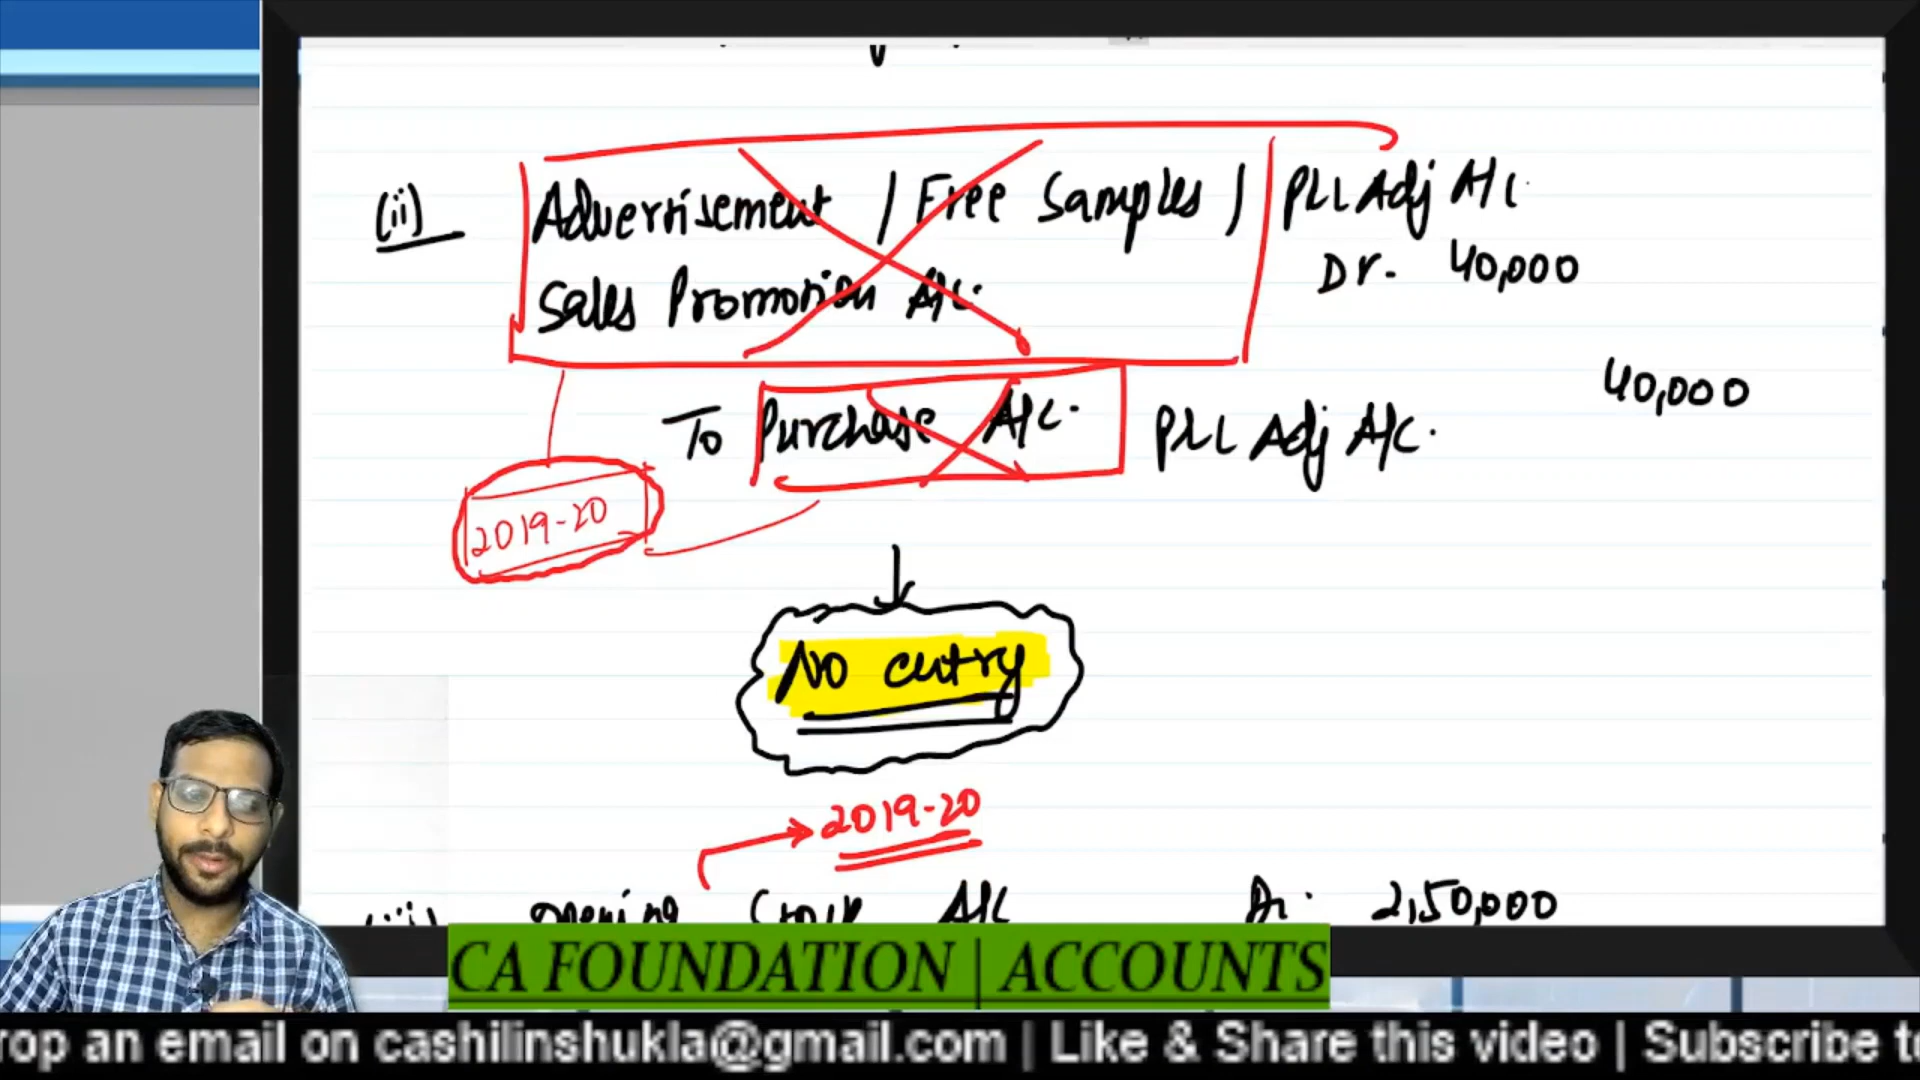 (ii) Advertisement / Free Samples / P&L Adj A/c.
Dr. 40,000
Sales Promotion A/c.
40,000
To Purchase A/c. P&L Adj A/c.
2019-20
No entry
2019-20
(iii) opening Stock A/c Dr. 2,50,000
CA FOUNDATION | ACCOUNTS
rop an email on cashilinshukla@gmail.com | Like & Share this video | Subscribe to